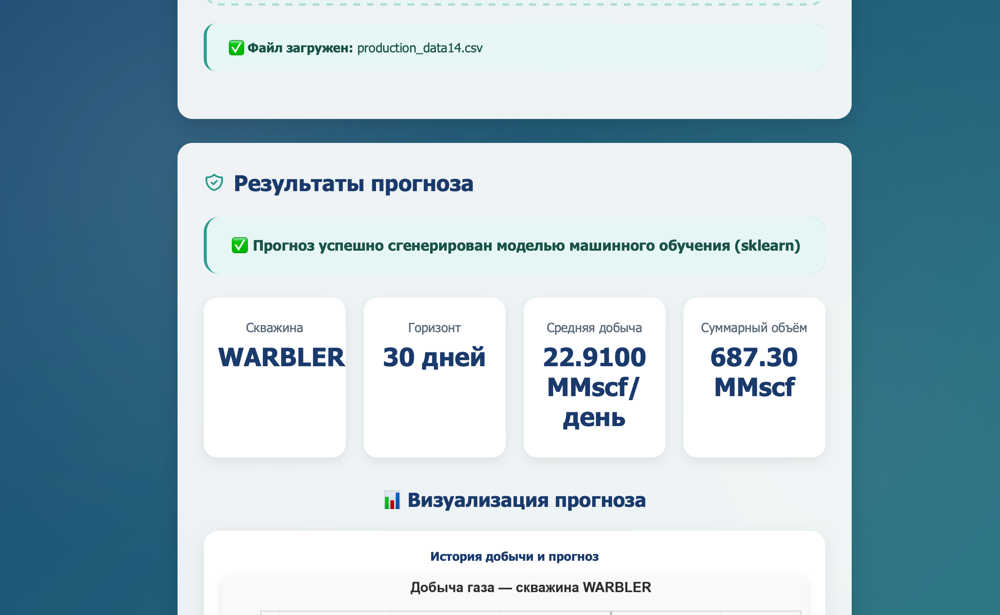 ✅ Файл загружен: production_data14.csv
Результаты прогноза
✅ Прогноз успешно сгенерирован моделью машинного обучения (sklearn)
Скважина
WARBLER
Горизонт
30 дней
Средняя добыча
22.9100
MMscf/
день
Суммарный объём
687.30
MMscf
📊 Визуализация прогноза
История добычи и прогноз
Добыча газа — скважина WARBLER